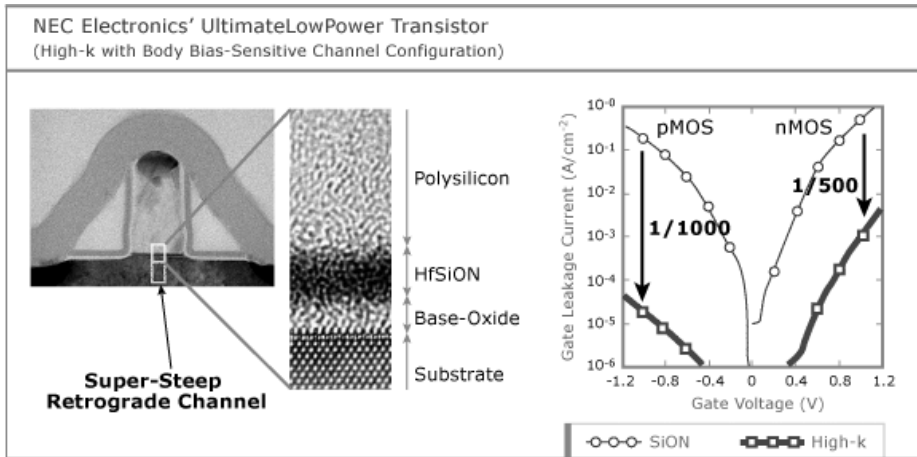 NEC Electronics' UltimateLowPower Transistor
(High-k with Body Bias-Sensitive Channel Configuration)
Polysilicon
HfSiON
Base-Oxide
Substrate
Super-Steep
Retrograde Channel
Gate Leakage Current (A/cm⁻²)
10⁻⁰
10⁻¹
10⁻²
10⁻³
10⁻⁴
10⁻⁵
10⁻⁶
pMOS
nMOS
1/1000
1/500
-1.2 -0.8 -0.4 0 0.4 0.8 1.2
Gate Voltage (V)
SiON
High-k